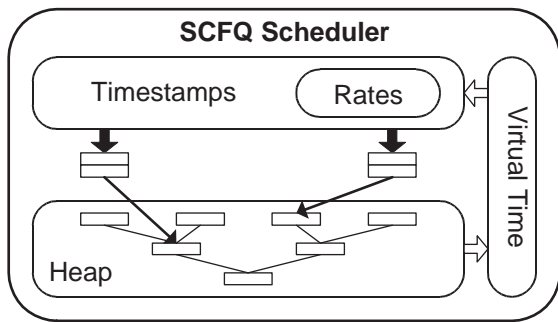 SCFQ Scheduler
Timestamps
Rates
Virtual Time
Heap